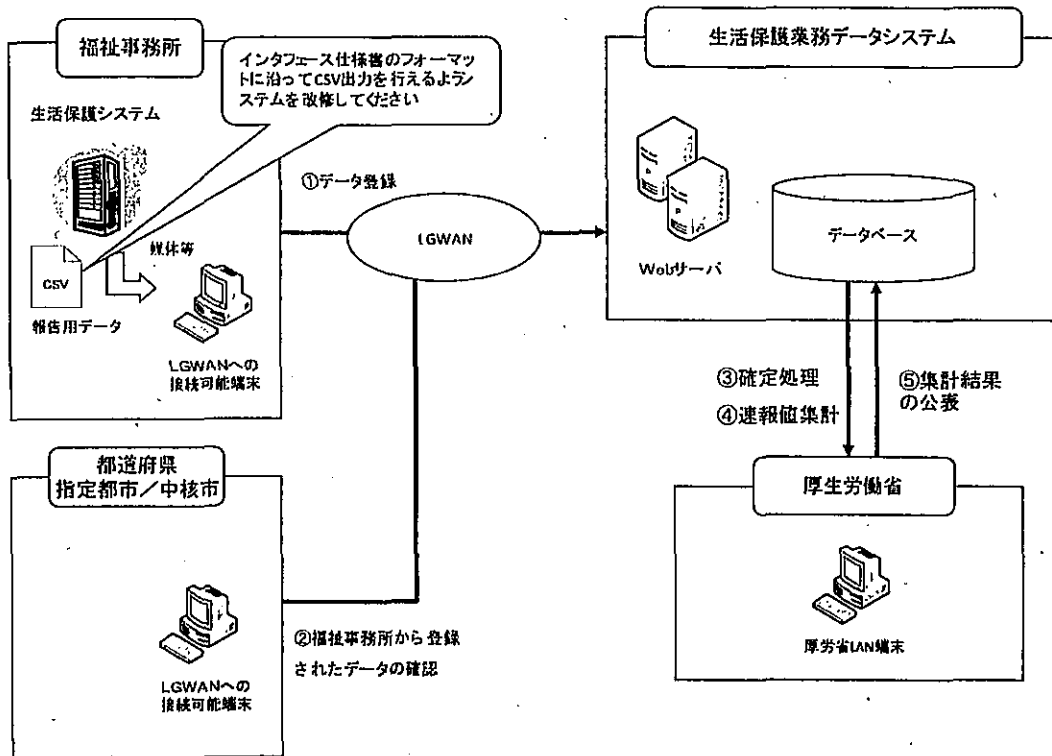 福祉事務所
インタフェース仕様書のフォーマッ
トに沿ってCSV出力を行えるようシ
ステムを改修してください
生活保護システム
CSV
報告用データ
媒体等
LGWANへの
接続可能端末
①データ登録
LGWAN
生活保護業務データシステム
Webサーバ
データベース
③確定処理
④速報値集計
⑤集計結果
の公表
都道府県
指定都市／中核市
LGWANへの
接続可能端末
②福祉事務所から登録
されたデータの確認
厚生労働省
厚労省LAN端末